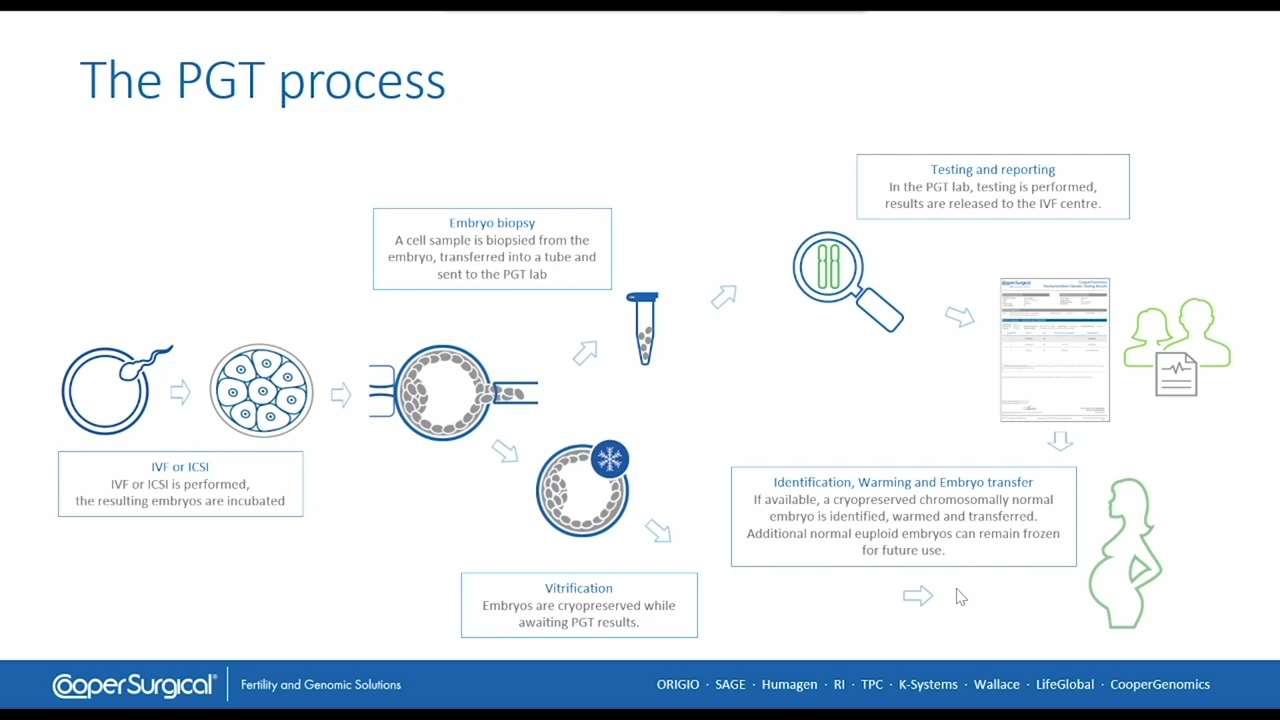 The PGT process
Testing and reporting
In the PGT lab, testing is performed,
results are released to the IVF centre.
Embryo biopsy
A cell sample is biopsied from the
embryo, transferred into a tube and
sent to the PGT lab
CooperSurgical
IVF or ICSI
IVF or ICSI is performed,
the resulting embryos are incubated
Identification, Warming and Embryo transfer
If available, a cryopreserved chromosomally normal
embryo is identified, warmed and transferred.
Additional normal euploid embryos can remain frozen
for future use.
Vitrification
Embryos are cryopreserved while
awaiting PGT results.
CooperSurgical® Fertility and Genomic Solutions
ORIGIO · SAGE · Humagen · RI · TPC · K-Systems · Wallace · LifeGlobal · CooperGenomics